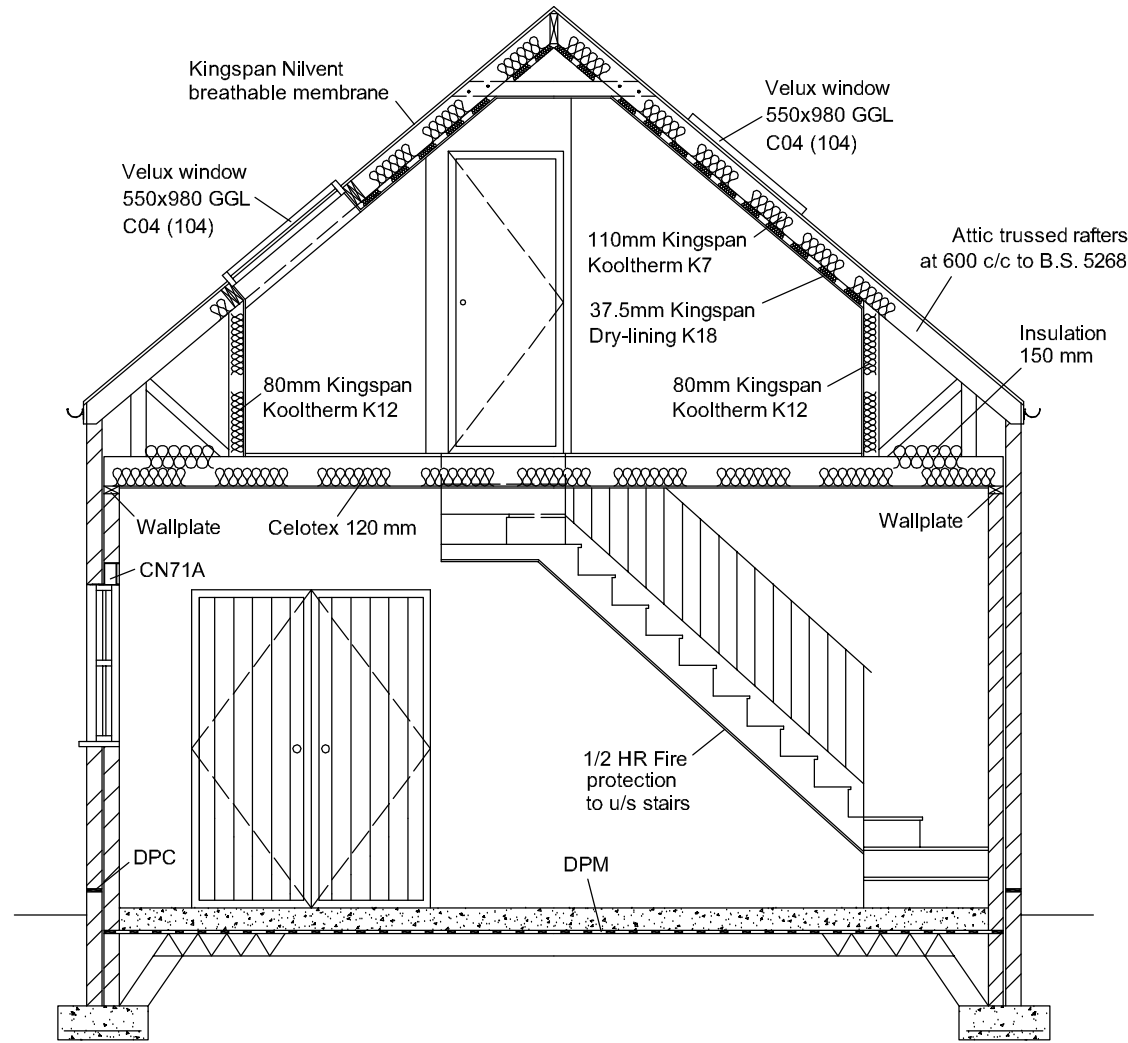 Kingspan Nilvent
breathable membrane
Velux window
550x980 GGL
C04 (104)
Velux window
550x980 GGL
C04 (104)
110mm Kingspan
Kooltherm K7
Attic trussed rafters
at 600 c/c to B.S. 5268
37.5mm Kingspan
Dry-lining K18
Insulation
150 mm
80mm Kingspan
Kooltherm K12
80mm Kingspan
Kooltherm K12
Wallplate
Celotex 120 mm
Wallplate
CN71A
1/2 HR Fire
protection
to u/s stairs
DPC
DPM